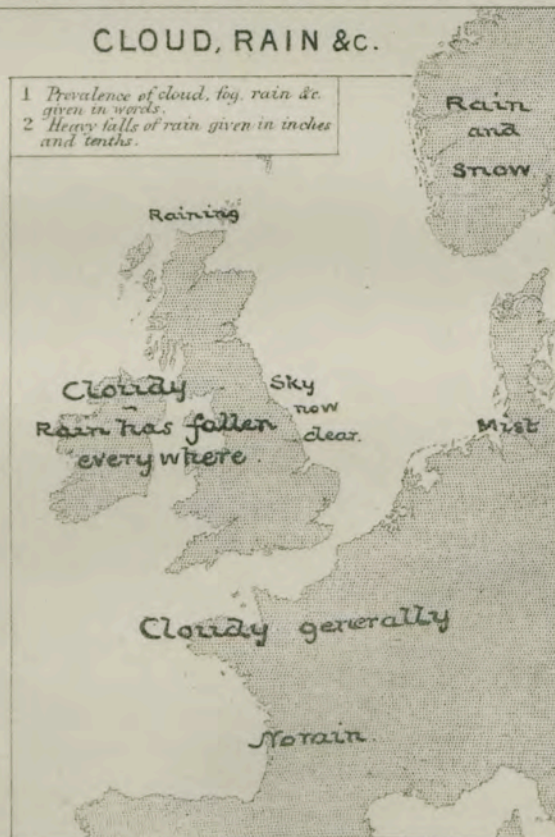 CLOUD, RAIN &c.
1 Prevalence of cloud, fog, rain &c.
given in words.
2 Heavy falls of rain given in inches
and tenths.
Rain
and
Snow
Raining
Cloudy
Rain has fallen
everywhere.
Sky
now
clear.
Mist
Cloudy generally
No rain.